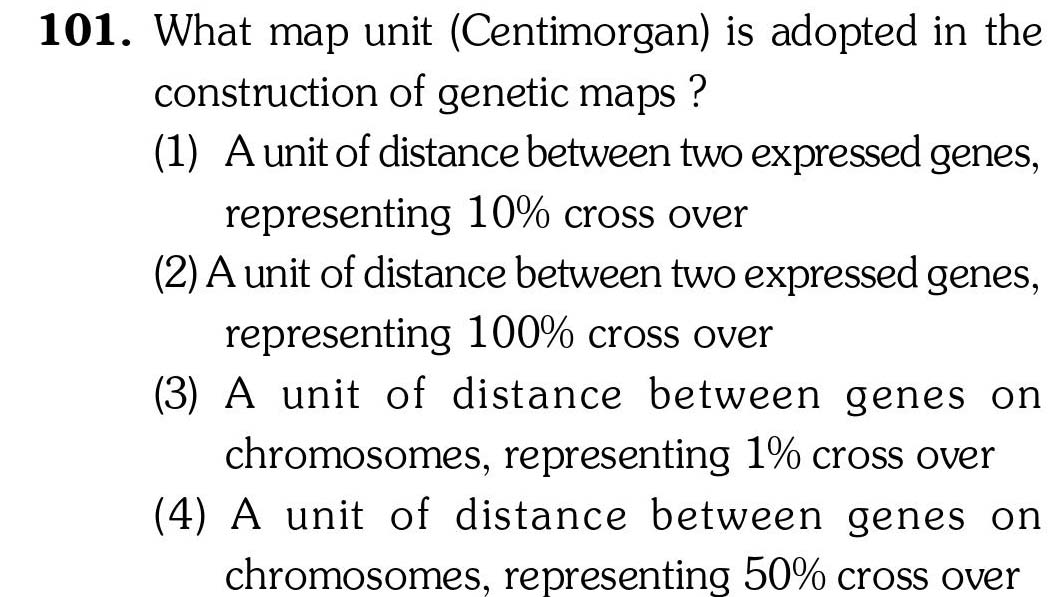 101. What map unit (Centimorgan) is adopted in the
construction of genetic maps ?
(1) A unit of distance between two expressed genes,
representing 10% cross over
(2) A unit of distance between two expressed genes,
representing 100% cross over
(3) A unit of distance between genes on
chromosomes, representing 1% cross over
(4) A unit of distance between genes on
chromosomes, representing 50% cross over